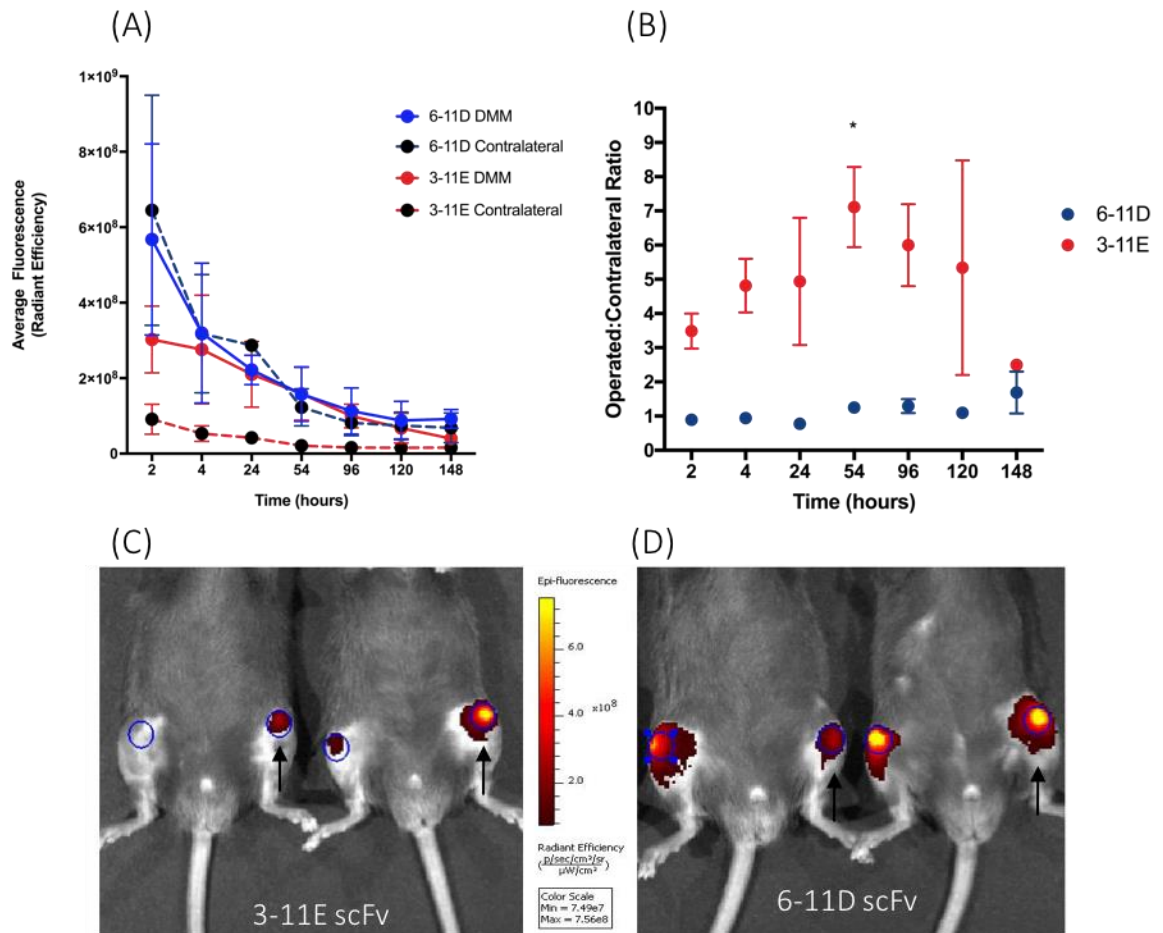 (A)
1×10⁹
8×10⁸
6×10⁸
4×10⁸
2×10⁸
0
Average Fluorescence
(Radiant Efficiency)
2 4 24 54 96 120 148
Time (hours)
6-11D DMM
6-11D Contralateral
3-11E DMM
3-11E Contralateral
(B)
10
9
8
7
6
5
4
3
2
1
0
Operated:Contralateral Ratio
*
2 4 24 54 96 120 148
Time (hours)
6-11D
3-11E
(C)
3-11E scFv
Epi-fluorescence
6.0
4.0
×10⁸
2.0
Radiant Efficiency
(p/sec/cm²/sr
µW/cm²)
Color Scale
Min = 7.49e7
Max = 7.56e8
(D)
6-11D scFv